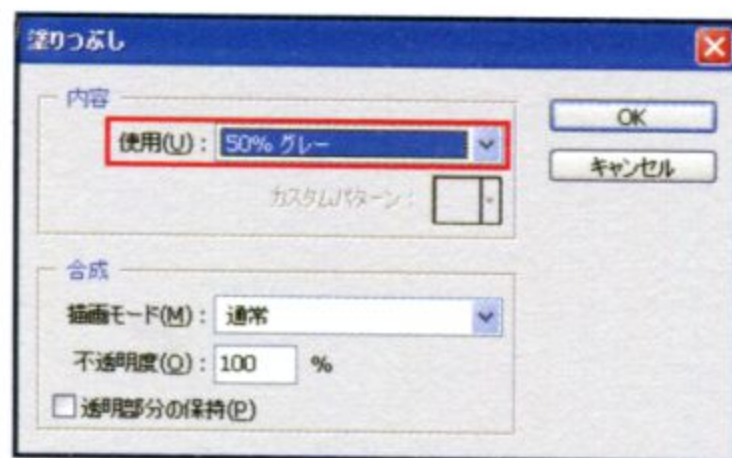 塗りつぶし
内容
使用(U): 50% グレー
OK
キャンセル
カスタムパターン:
合成
描画モード(M): 通常
不透明度(O): 100 %
透明部分の保持(P)